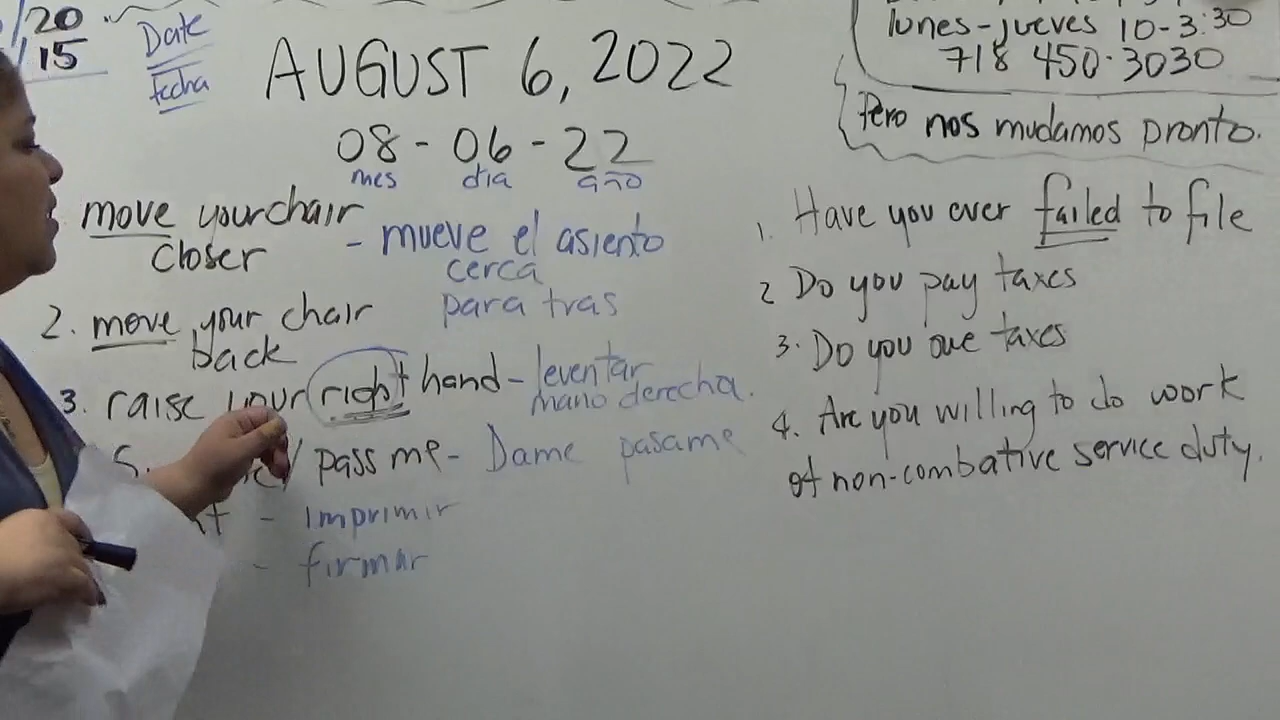 /20
/15
Date
Fecha
AUGUST 6, 2022
08 - 06 - 22
mes dia año
move your chair
closer
- mueve el asiento
cerca
2. move your chair
back
para tras
3. raise your right hand - leventar
mano derecha.
5. pass me - Dame pasame
- Imprimir
- firmar
lunes - jueves 10-3:30
718 450-3030
Pero nos mudamos pronto.
1. Have you ever failed to file
2 Do you pay taxes
3. Do you owe taxes
4. Are you willing to do work
of non-combative service duty.